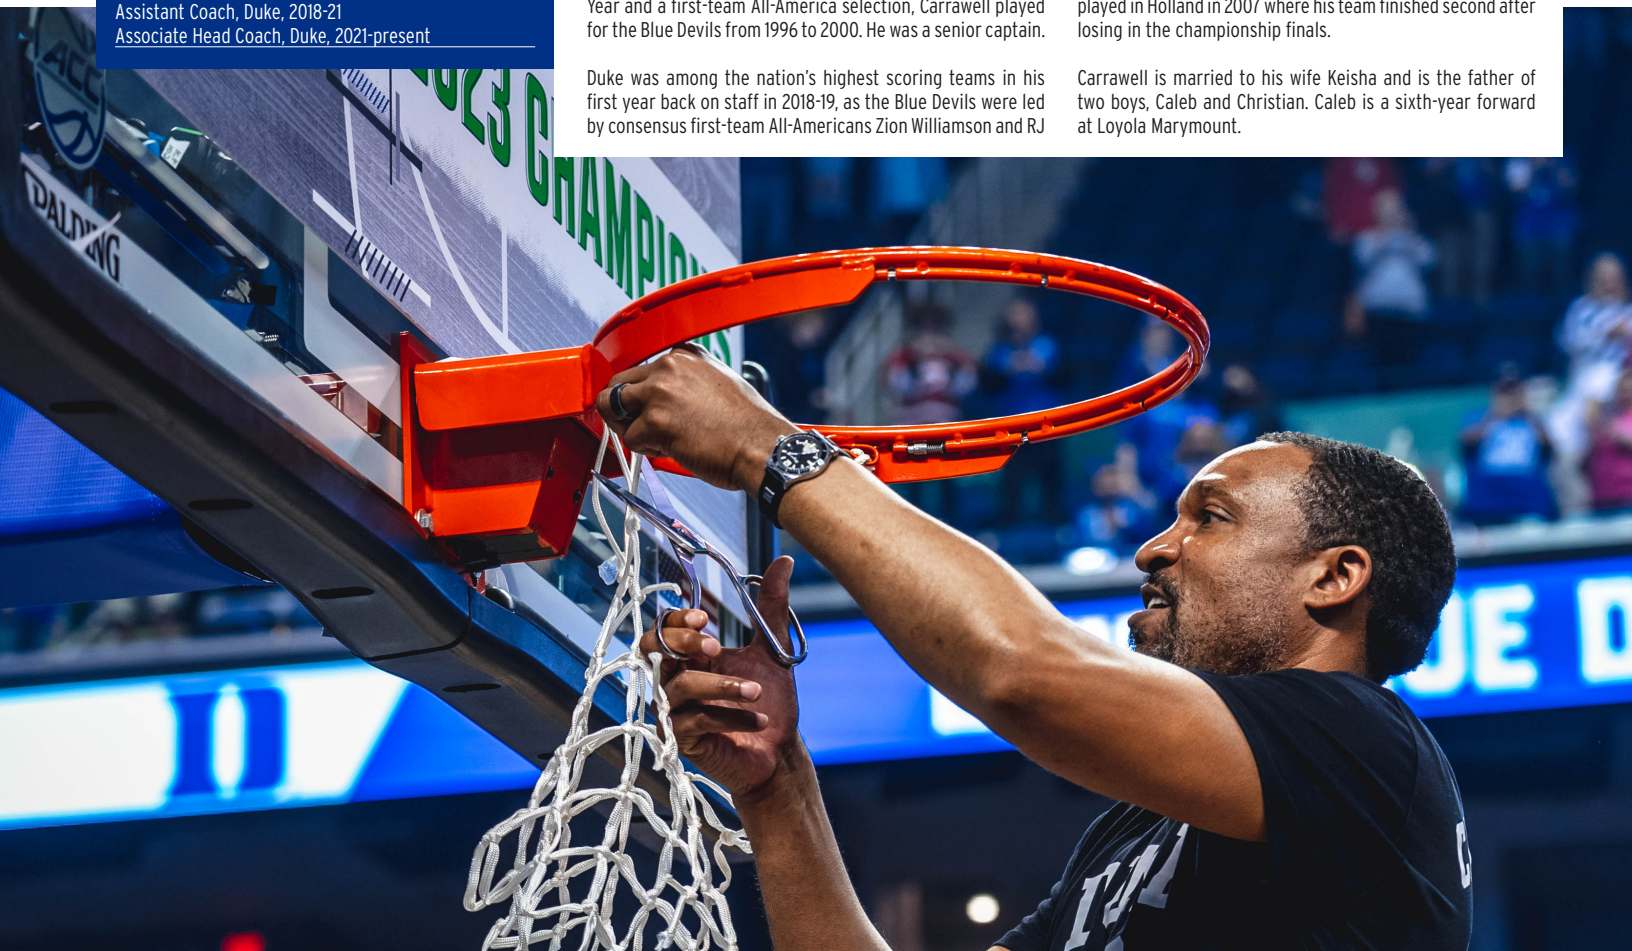 Assistant Coach, Duke, 2018-21
Associate Head Coach, Duke, 2021-present
Year and a first-team All-America selection, Carrawell played
for the Blue Devils from 1996 to 2000. He was a senior captain.
Duke was among the nation's highest scoring teams in his
first year back on staff in 2018-19, as the Blue Devils were led
by consensus first-team All-Americans Zion Williamson and RJ
played in Holland in 2007 where his team finished second after
losing in the championship finals.
Carrawell is married to his wife Keisha and is the father of
two boys, Caleb and Christian. Caleb is a sixth-year forward
at Loyola Marymount.
ACC
2023 CHAMPIONS
PALDING
D
UE D